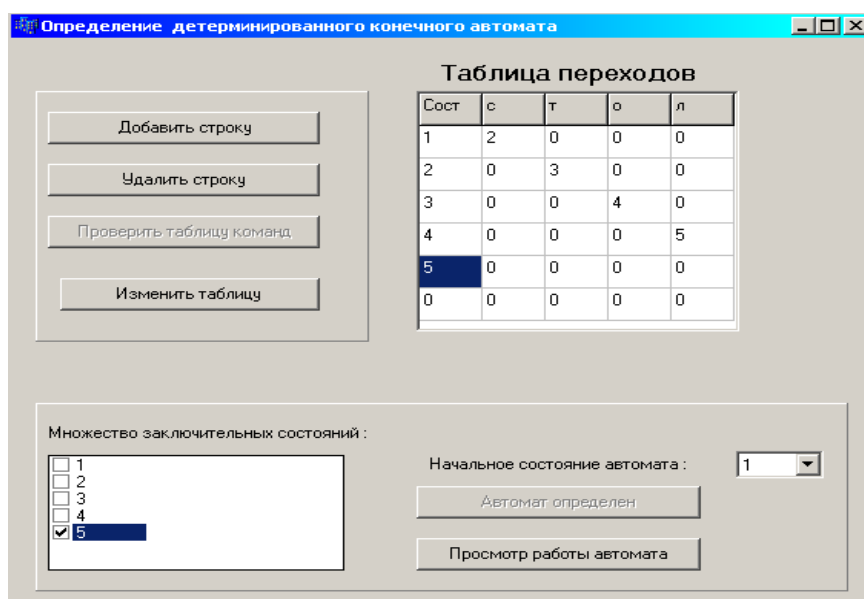 Определение детерминированного конечного автомата
Таблица переходов
Добавить строку
Удалить строку
Проверить таблицу команд
Изменить таблицу
Сост с т о л
1 2 0 0 0
2 0 3 0 0
3 0 0 4 0
4 0 0 0 5
5 0 0 0 0
0 0 0 0 0
Множество заключительных состояний :
1
2
3
4
5
Начальное состояние автомата : 1
Автомат определен
Просмотр работы автомата